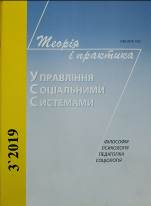 Теорія
і практика
УПРАВЛІННЯ
СОЦІАЛЬНИМИ
СИСТЕМАМИ
3`2019
ФІЛОСОФІЯ
ПСИХОЛОГІЯ
ПЕДАГОГІКА
СОЦІОЛОГІЯ